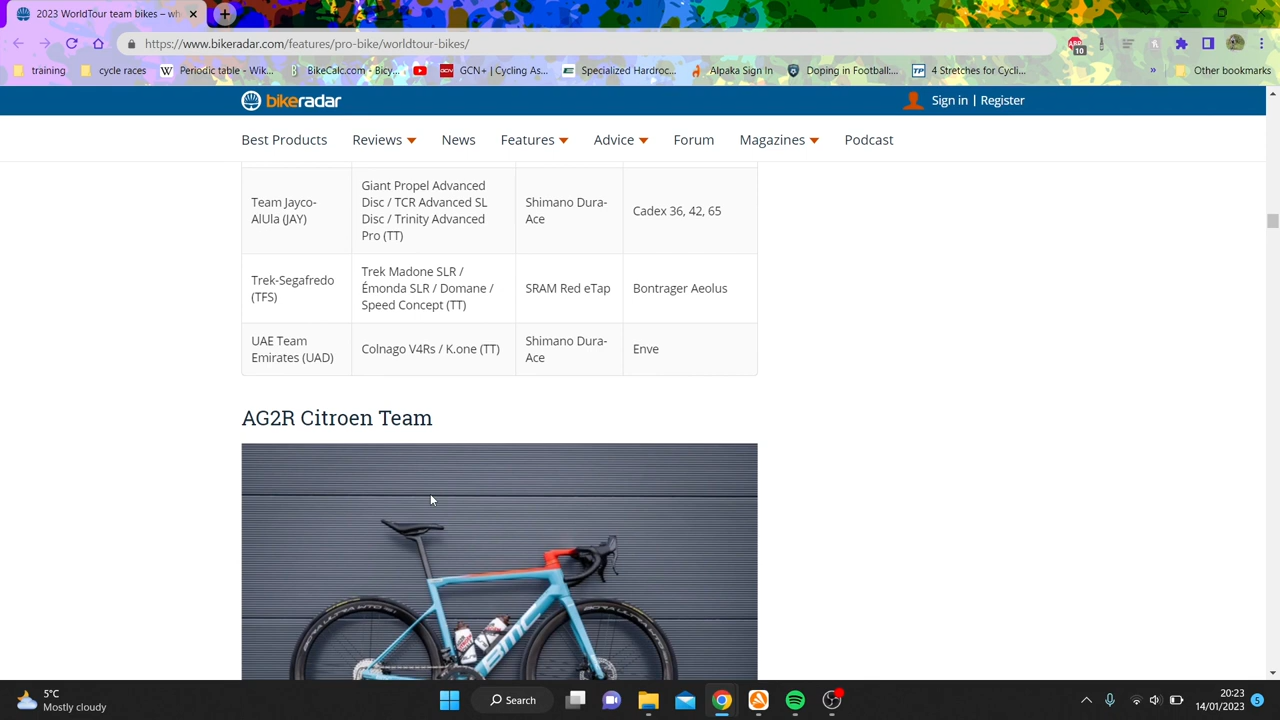 2023 WorldTour team bikes – wh
https://www.bikeradar.com/features/pro-bike/worldtour-bikes/
10
training
cycle races
Periodic table - Wik...
BikeCalc.com - Bicy...
GCN+ | Cycling As...
Specialized Hardroc...
Alpaka Sign In
Doping in Football:...
4 Stretches for Cycli...
»
Other bookmarks
bikeradar
Sign in | Register
Best Products
Reviews
News
Features
Advice
Forum
Magazines
Podcast
Team Jayco-
AlUla (JAY)
Giant Propel Advanced
Disc / TCR Advanced SL
Disc / Trinity Advanced
Pro (TT)
Shimano Dura-
Ace
Cadex 36, 42, 65
Trek-Segafredo
(TFS)
Trek Madone SLR /
Émonda SLR / Domane /
Speed Concept (TT)
SRAM Red eTap
Bontrager Aeolus
UAE Team
Emirates (UAD)
Colnago V4Rs / K.one (TT)
Shimano Dura-
Ace
Enve
AG2R Citroen Team
BMC
5°C
Mostly cloudy
Search
20:23
14/01/2023
5